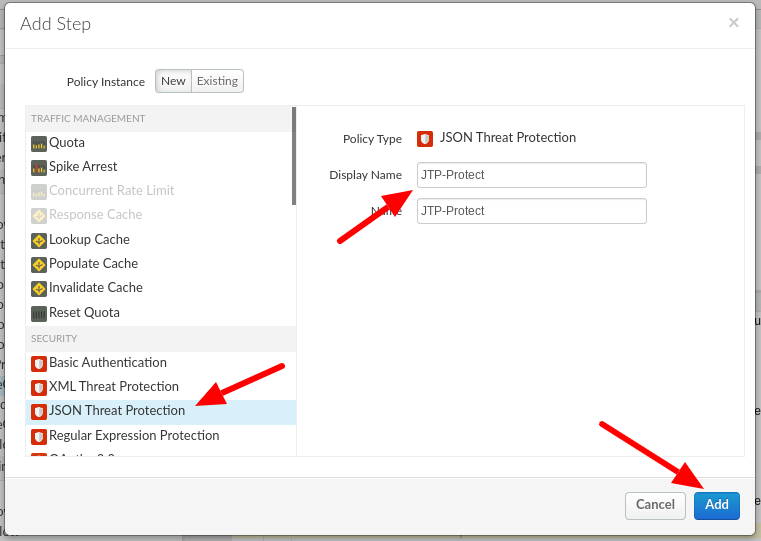 Add Step
×
Policy Instance New Existing
TRAFFIC MANAGEMENT
Quota
Spike Arrest
Concurrent Rate Limit
Response Cache
Lookup Cache
Populate Cache
Invalidate Cache
Reset Quota
SECURITY
Basic Authentication
XML Threat Protection
JSON Threat Protection
Regular Expression Protection
Policy Type JSON Threat Protection
Display Name JTP-Protect
Name JTP-Protect
Cancel Add